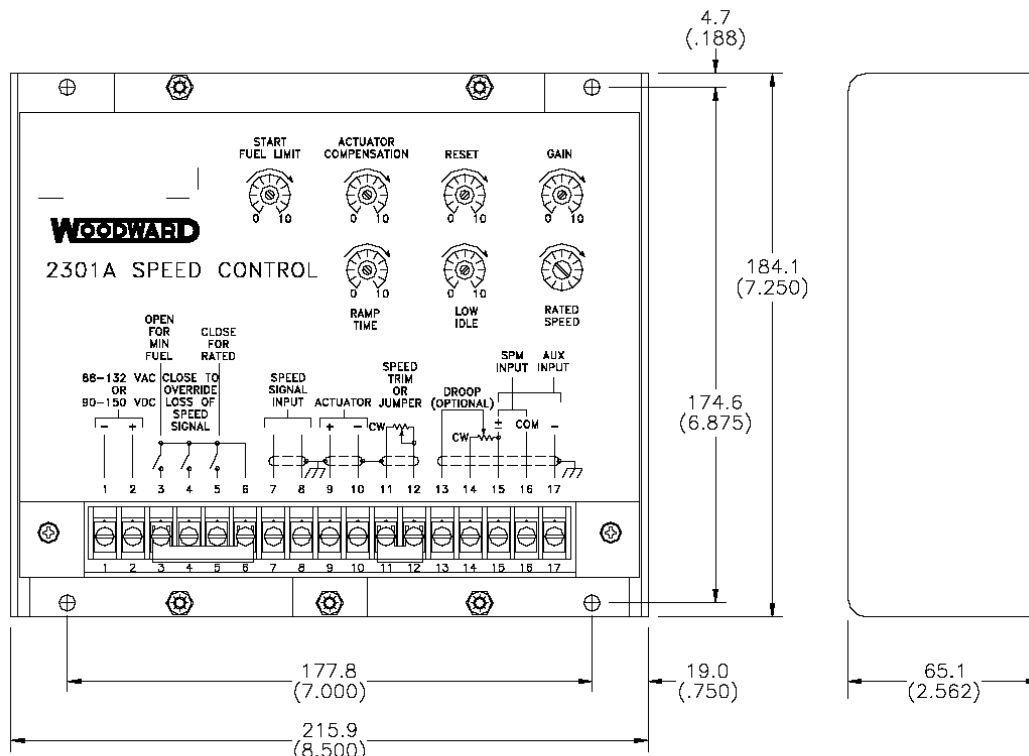 4.7
(.188)
START
FUEL LIMIT
ACTUATOR
COMPENSATION
RESET
GAIN
0 10
0 10
0 10
WOODWARD
2301A SPEED CONTROL
0 10
0 10
RAMP
TIME
LOW
IDLE
RATED
SPEED
184.1
(7.250)
OPEN
FOR
MIN
FUEL
CLOSE
FOR
RATED
88-132 VAC
OR
90-150 VDC
CLOSE TO
OVERRIDE
LOSS OF
SPEED
SIGNAL
SPEED
SIGNAL
INPUT
ACTUATOR
SPEED
TRIM
OR
JUMPER
DROOP
(OPTIONAL)
SPM
INPUT
AUX
INPUT
174.6
(6.875)
- +
+ -
CW
CW
±
COM
-
1 2 3 4 5 6 7 8 9 10 11 12 13 14 15 16 17
1 2 3 4 5 6 7 8 9 10 11 12 13 14 15 16 17
177.8
(7.000)
19.0
(.750)
65.1
(2.562)
215.9
(8.500)